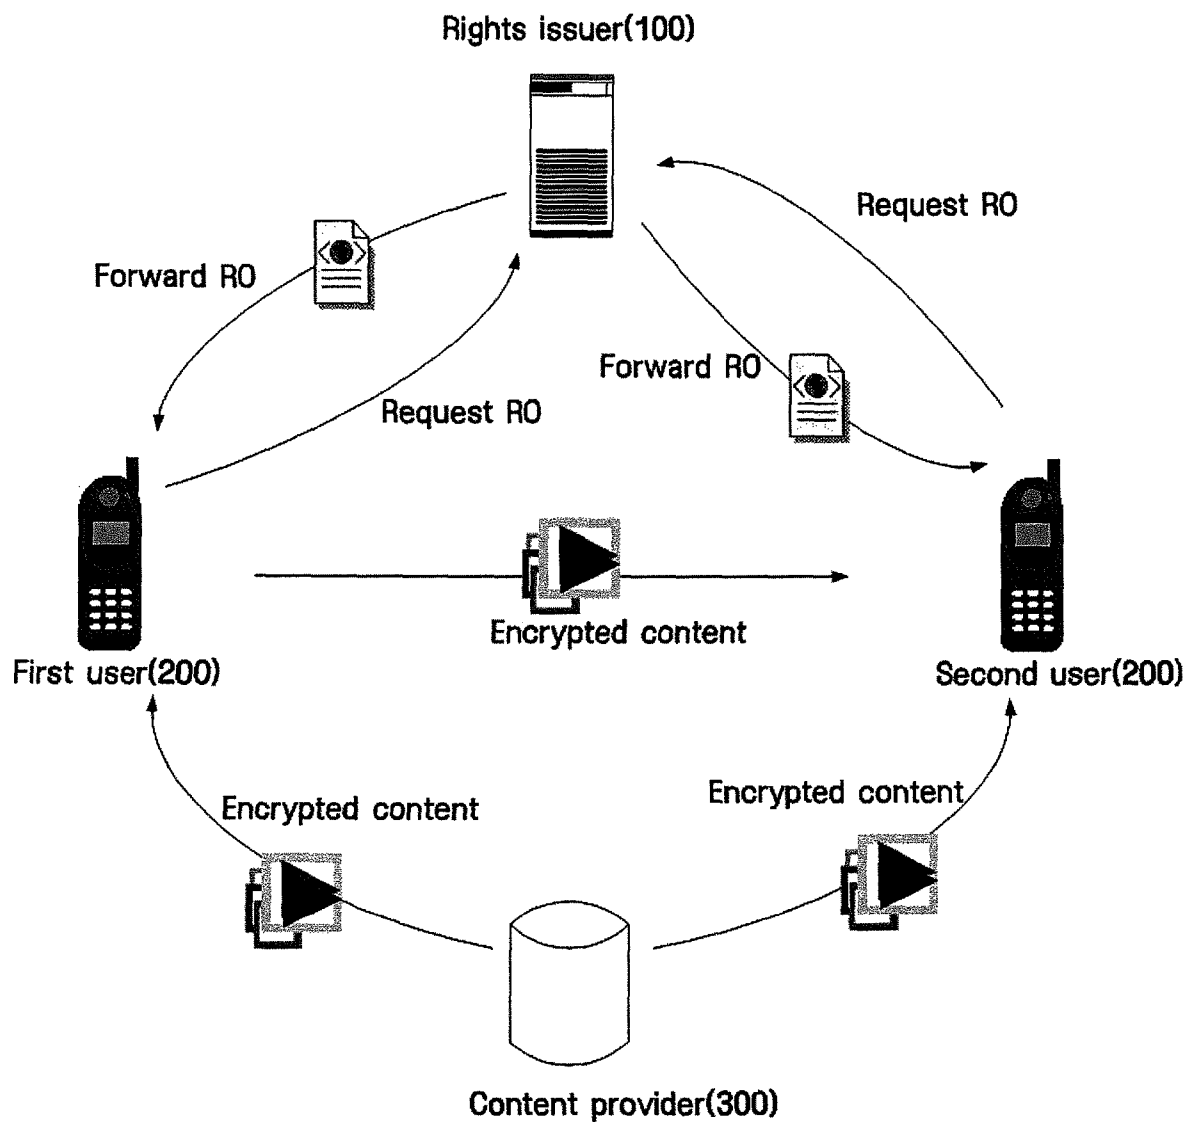 Rights issuer(100)
Request RO
Forward RO
Forward RO
Request RO
Encrypted content
First user(200)
Second user(200)
Encrypted content
Encrypted content
Content provider(300)